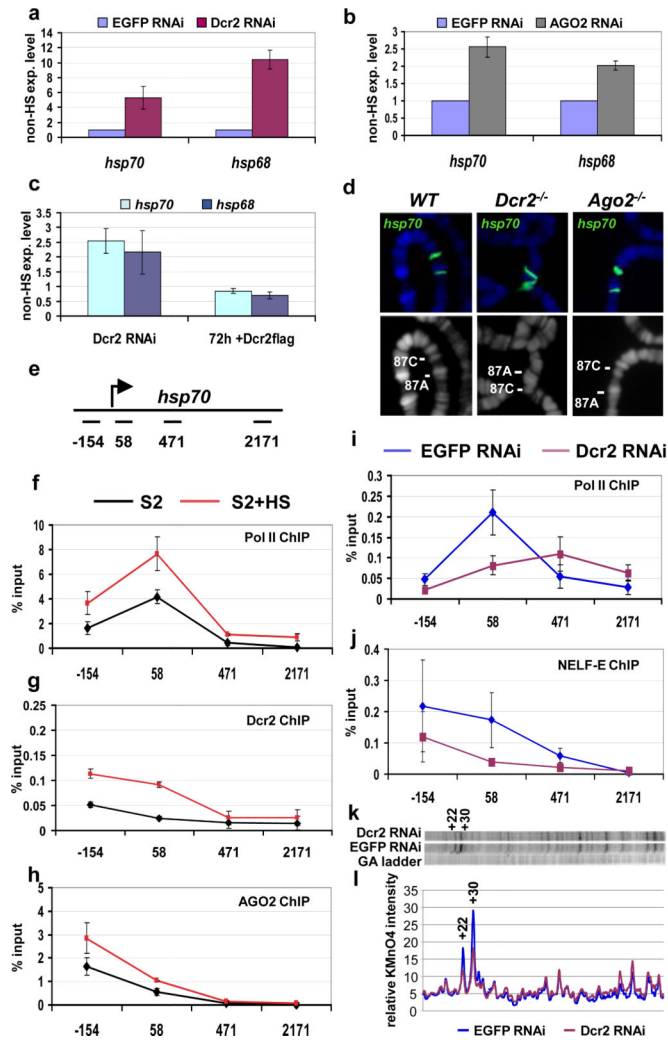 a
EGFP RNAi Dcr2 RNAi
non-HS exp. level
14
12
10
8
6
4
2
0
hsp70 hsp68
b
EGFP RNAi AGO2 RNAi
non-HS exp. level
3
2.5
2
1.5
1
0.5
0
hsp70 hsp68
c
hsp70 hsp68
non-HS exp. level
3.5
3
2.5
2
1.5
1
0.5
0
Dcr2 RNAi 72h +Dcr2flag
d
WT Dcr2-/- Ago2-/-
hsp70 hsp70 hsp70
87C
87A
87A
87C
87C
87A
e
hsp70
-154 58 471 2171
f
S2 S2+HS
Pol II ChIP
% input
10
8
6
4
2
0
-154 58 471 2171
g
Dcr2 ChIP
% input
0.25
0.2
0.15
0.1
0.05
0
-154 58 471 2171
h
AGO2 ChIP
% input
5
4
3
2
1
0
-154 58 471 2171
i
EGFP RNAi Dcr2 RNAi
Pol II ChIP
% input
0.3
0.25
0.2
0.15
0.1
0.05
0
-154 58 471 2171
j
NELF-E ChIP
% input
0.4
0.3
0.2
0.1
0
-154 58 471 2171
k
+22
+30
Dcr2 RNAi
EGFP RNAi
GA ladder
l
+22
+30
relative KMnO4 intensity
35
30
25
20
15
10
5
0
EGFP RNAi Dcr2 RNAi